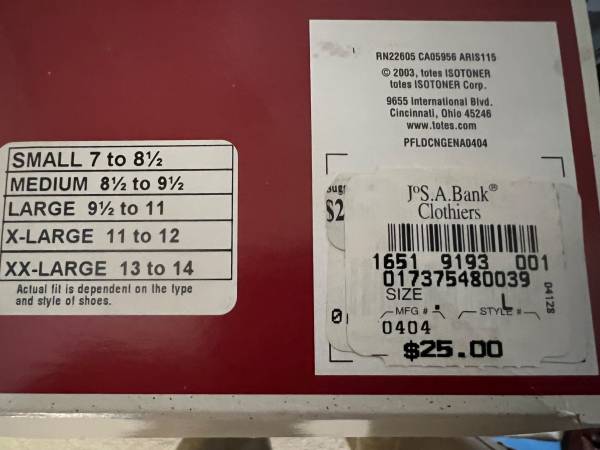 SMALL 7 to 8½
MEDIUM 8½ to 9½
LARGE 9½ to 11
X-LARGE 11 to 12
XX-LARGE 13 to 14
Actual fit is dependent on the type
and style of shoes.
RN22605 CA05956 ARIS115
© 2003, totes ISOTONER
totes ISOTONER Corp.
9655 International Blvd.
Cincinnati, Ohio 45246
www.totes.com
PFLDCNGENA0404
$2
0
JºS.A.Bank®
Clothiers
1651 9193 001
017375480039
SIZE L
04128
MFG # STYLE #
0404
$25.00